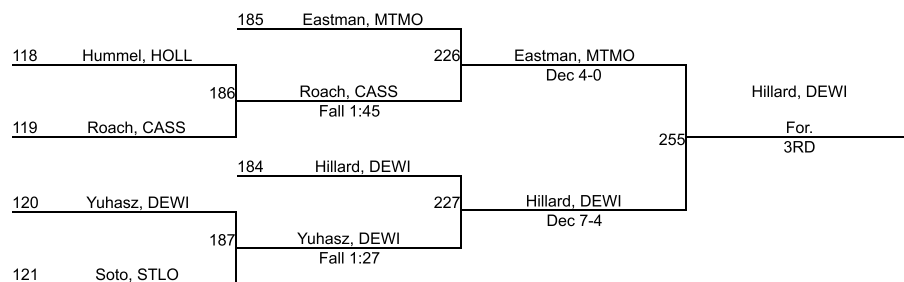 185 Eastman, MTMO
118 Hummel, HOLL
226 Eastman, MTMO
Dec 4-0
186 Roach, CASS
Fall 1:45
Hillard, DEWI
119 Roach, CASS
For.
255
3RD
184 Hillard, DEWI
120 Yuhasz, DEWI
227 Hillard, DEWI
Dec 7-4
187 Yuhasz, DEWI
Fall 1:27
121 Soto, STLO